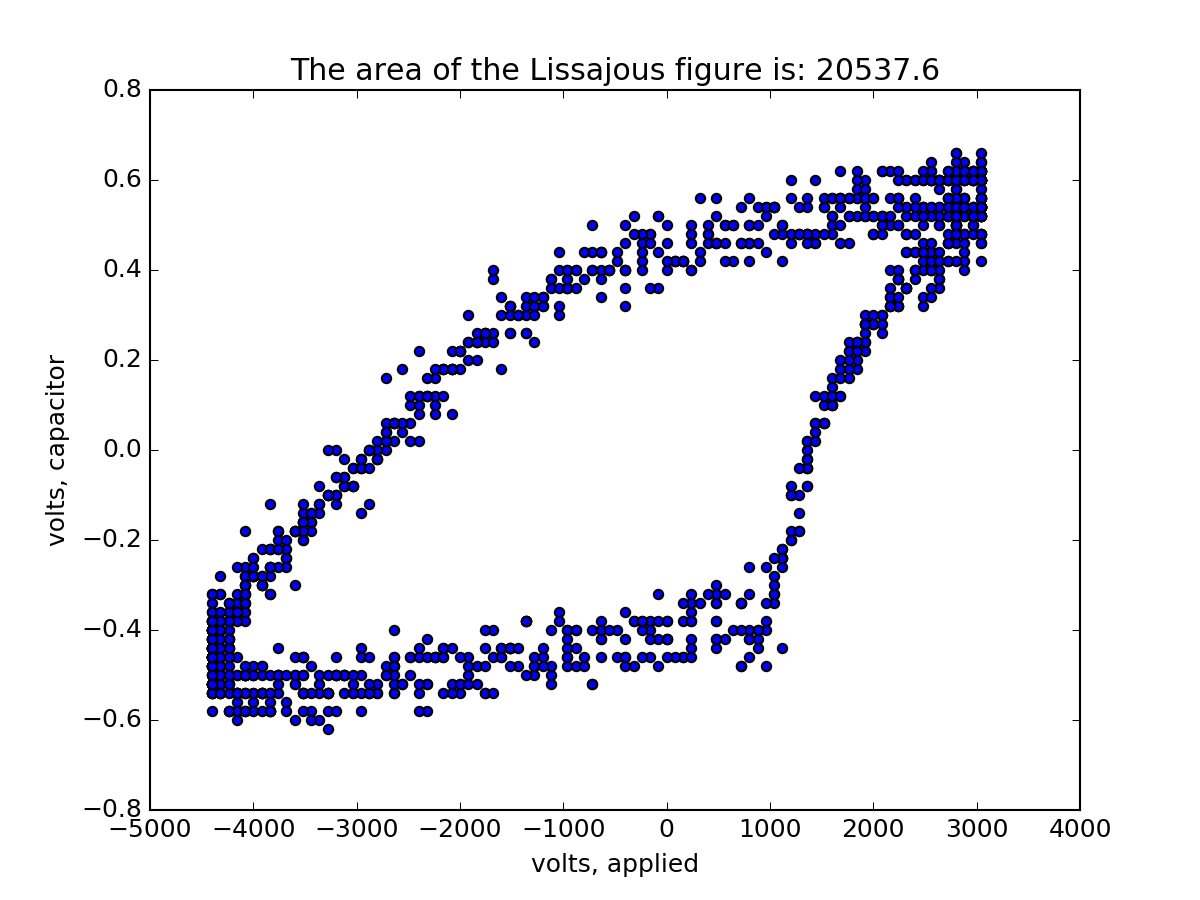 The area of the Lissajous figure is: 20537.6
0.8
0.6
0.4
0.2
0.0
−0.2
−0.4
−0.6
−0.8
volts, capacitor
−5000 −4000 −3000 −2000 −1000 0 1000 2000 3000 4000
volts, applied